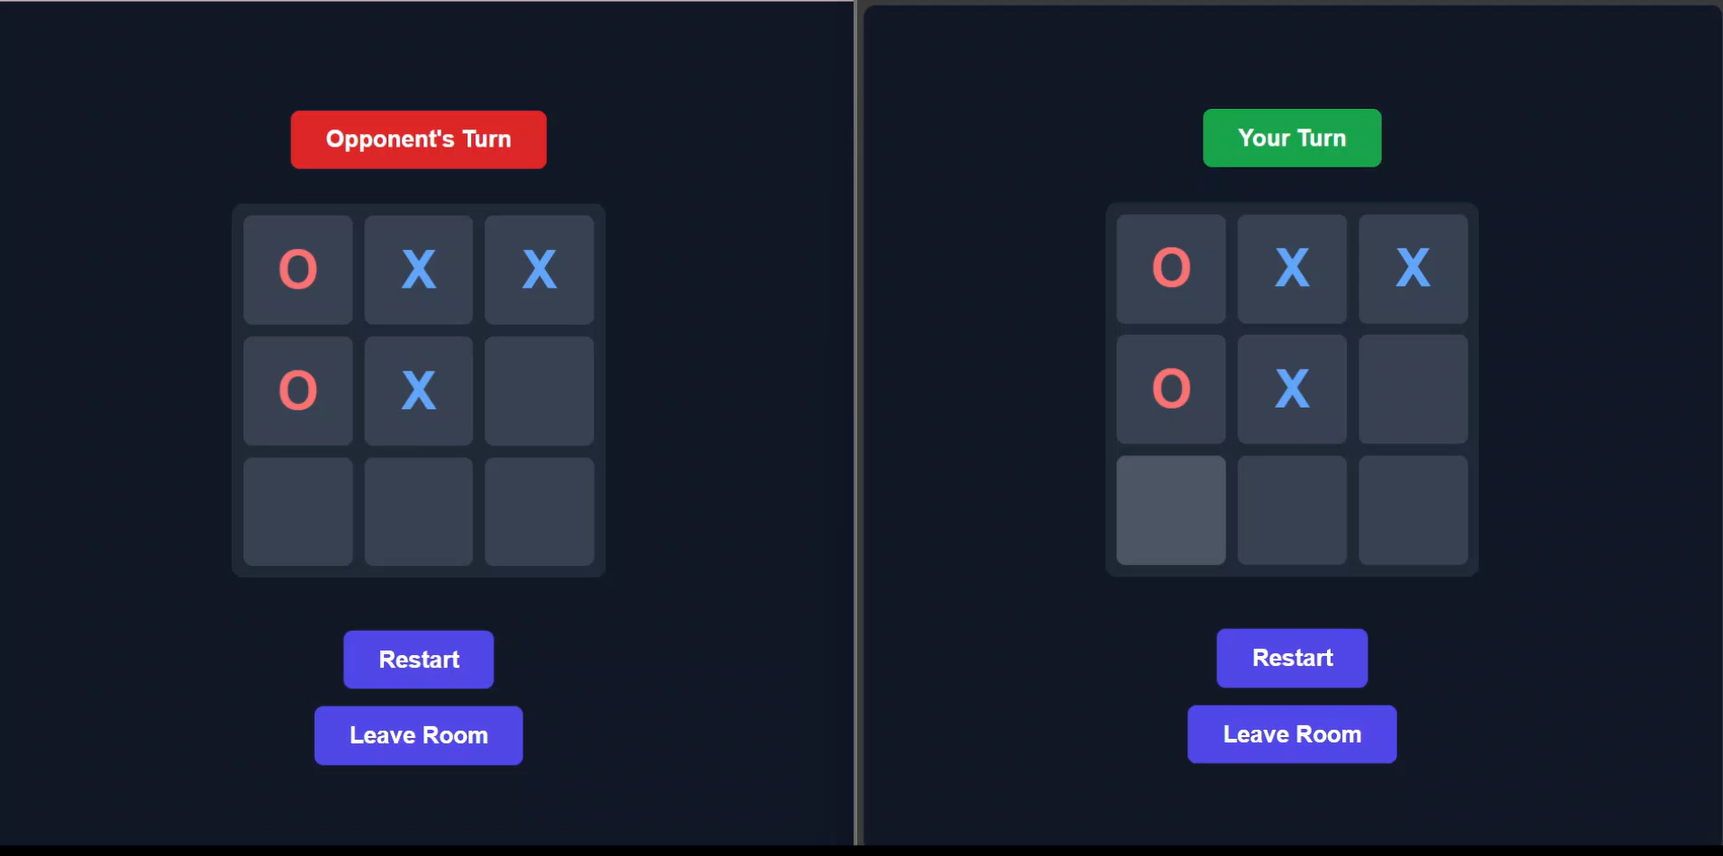 Opponent's Turn
O X X
O X
Restart
Leave Room
Your Turn
O X X
O X
Restart
Leave Room